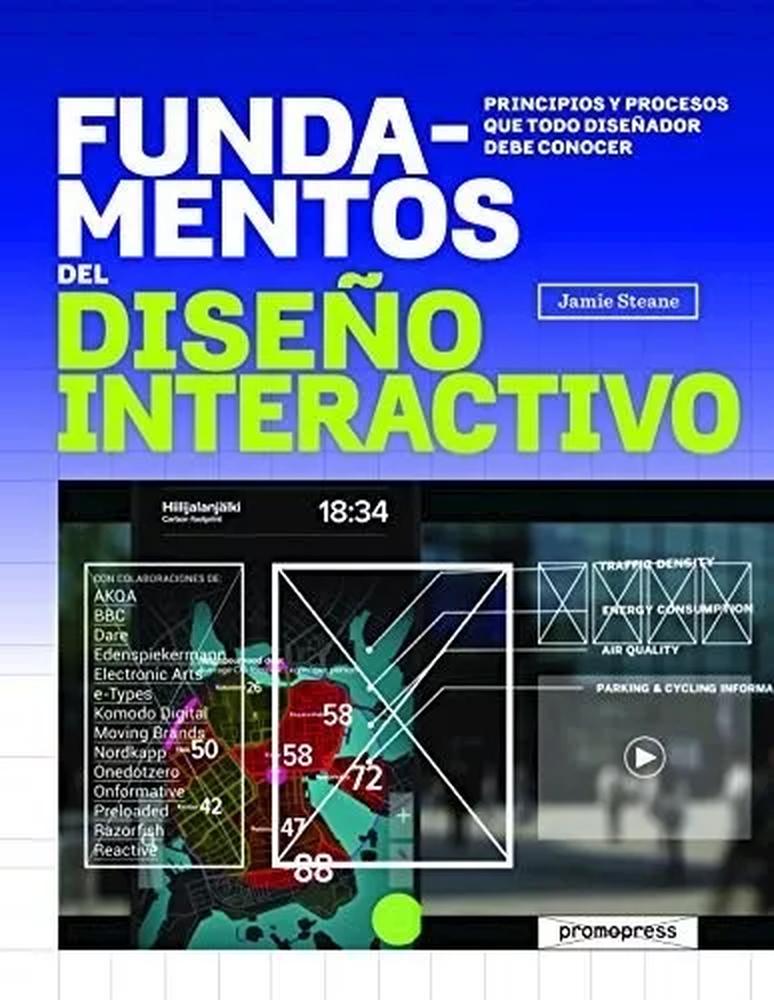 FUNDA-
MENTOS
DEL
DISEÑO
INTERACTIVO
PRINCIPIOS Y PROCESOS
QUE TODO DISEÑADOR
DEBE CONOCER
Jamie Steane
Hiiljalanjälki
Carbon footprint
18:34
CON COLABORACIONES DE:
AKQA
BBC
Dare
Edenspiekermann
Electronic Arts
e-Types
Komodo Digital
Moving Brands
Nordkapp
Onedotzero
Onformative
Preloaded
Razorfish
Reactive
26
58
50
58
72
42
47
88
TRAFFIC DENSITY
ENERGY CONSUMPTION
AIR QUALITY
PARKING & CYCLING INFORMA
promopress